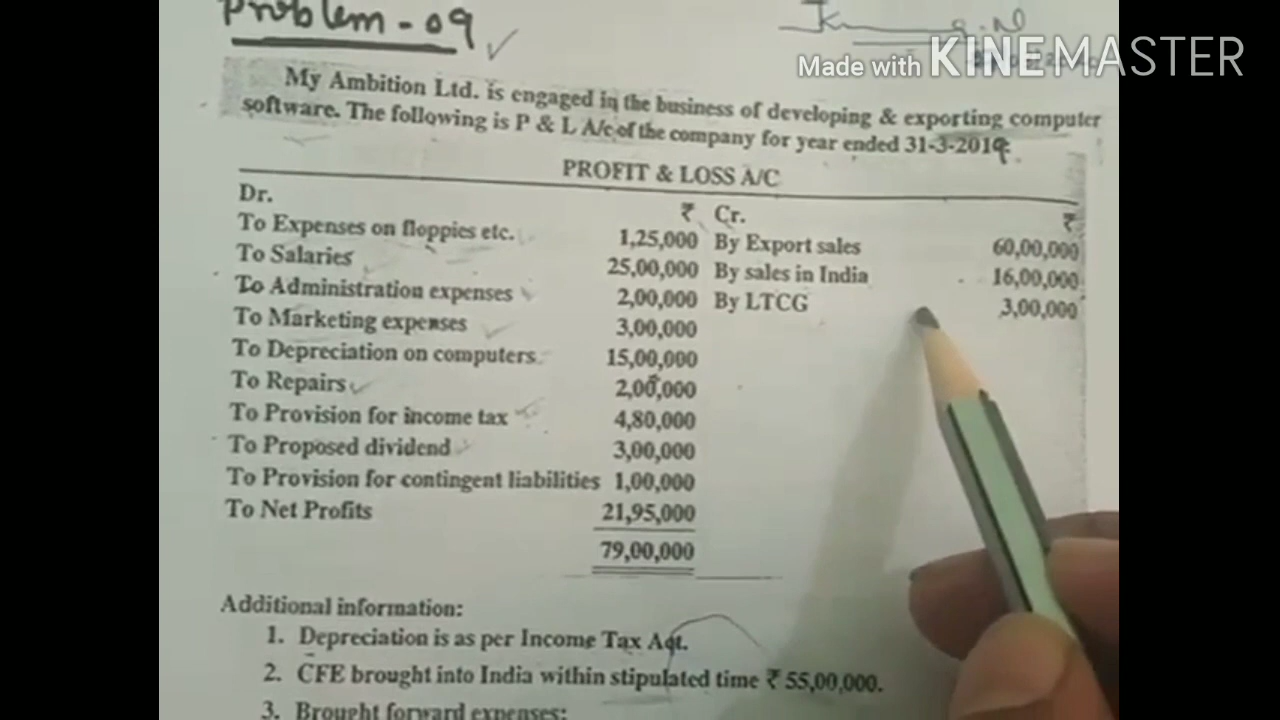 Problem - 09
Made with KINEMASTER
My Ambition Ltd. is engaged in the business of developing & exporting computer
software. The following is P & L A/c of the company for year ended 31-3-2019:
PROFIT & LOSS A/C
Dr. ₹ Cr. ₹
To Expenses on floppies etc. 1,25,000 By Export sales 60,00,000
To Salaries 25,00,000 By sales in India 16,00,000
To Administration expenses 2,00,000 By LTCG 3,00,000
To Marketing expenses 3,00,000
To Depreciation on computers 15,00,000
To Repairs 2,00,000
To Provision for income tax 4,80,000
To Proposed dividend 3,00,000
To Provision for contingent liabilities 1,00,000
To Net Profits 21,95,000
79,00,000
Additional information:
1. Depreciation is as per Income Tax Act.
2. CFE brought into India within stipulated time ₹ 55,00,000.
3. Brought forward expenses: